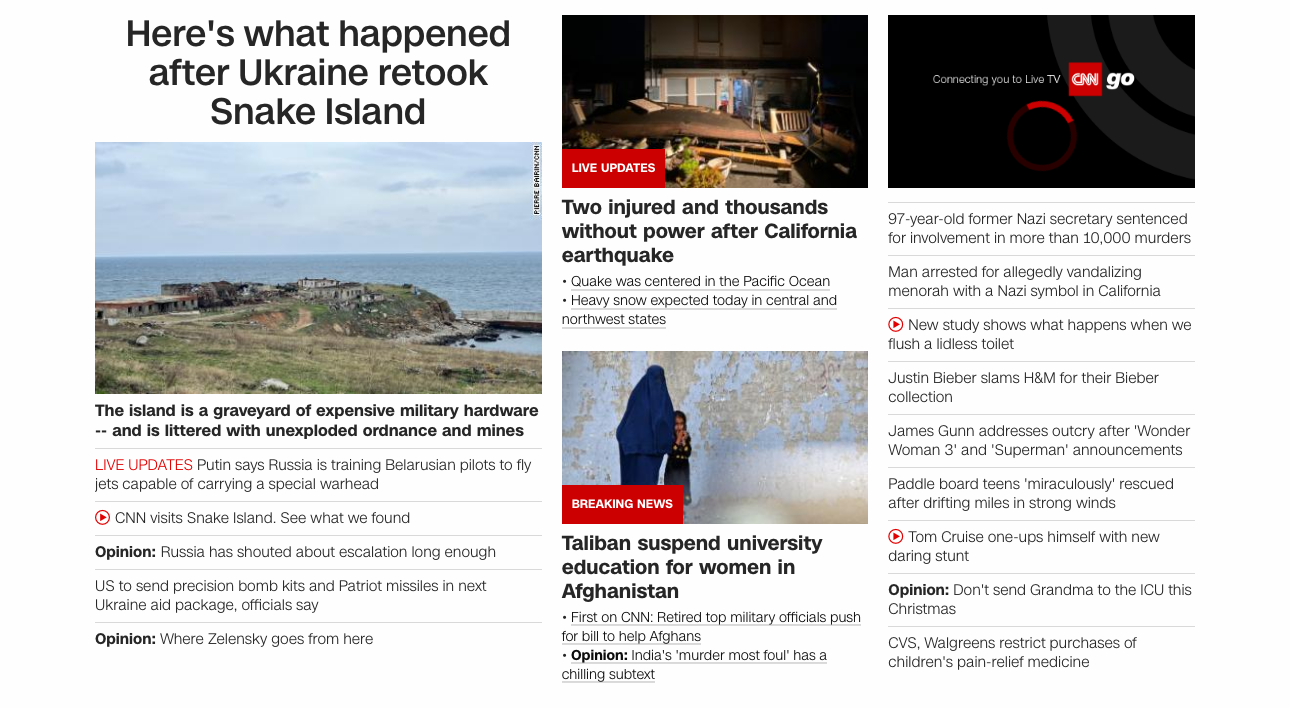 Here's what happened
after Ukraine retook
Snake Island
PIERRE BAIRIN/CNN
The island is a graveyard of expensive military hardware
-- and is littered with unexploded ordnance and mines
LIVE UPDATES Putin says Russia is training Belarusian pilots to fly
jets capable of carrying a special warhead
CNN visits Snake Island. See what we found
Opinion: Russia has shouted about escalation long enough
US to send precision bomb kits and Patriot missiles in next
Ukraine aid package, officials say
Opinion: Where Zelensky goes from here
LIVE UPDATES
Two injured and thousands
without power after California
earthquake
• Quake was centered in the Pacific Ocean
• Heavy snow expected today in central and
northwest states
BREAKING NEWS
Taliban suspend university
education for women in
Afghanistan
• First on CNN: Retired top military officials push
for bill to help Afghans
• Opinion: India's 'murder most foul' has a
chilling subtext
Connecting you to Live TV CNN go
97-year-old former Nazi secretary sentenced
for involvement in more than 10,000 murders
Man arrested for allegedly vandalizing
menorah with a Nazi symbol in California
New study shows what happens when we
flush a lidless toilet
Justin Bieber slams H&M for their Bieber
collection
James Gunn addresses outcry after 'Wonder
Woman 3' and 'Superman' announcements
Paddle board teens 'miraculously' rescued
after drifting miles in strong winds
Tom Cruise one-ups himself with new
daring stunt
Opinion: Don't send Grandma to the ICU this
Christmas
CVS, Walgreens restrict purchases of
children's pain-relief medicine